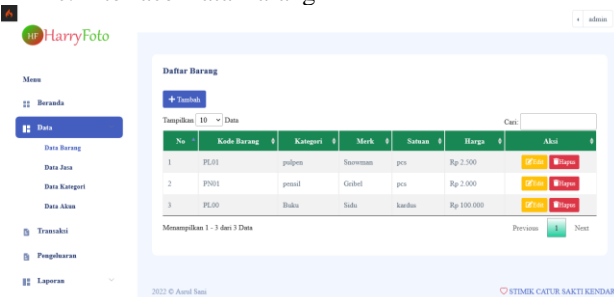 admin
HF HarryFoto
Menu
Beranda
Data
Data Barang
Data Jasa
Data Kategori
Data Akun
Transaksi
Pengeluaran
Laporan
Daftar Barang
+ Tambah
Tampilkan 10 Data
Cari:
No Kode Barang Kategori Merk Satuan Harga Aksi
1 PL01 pulpen Snowman pcs Rp 2.500 Edit Hapus
2 PN01 pensil Gribel pcs Rp 2.000 Edit Hapus
3 PL00 Buku Sidu kardus Rp 100.000 Edit Hapus
Menampilkan 1 - 3 dari 3 Data
Previous 1 Next
2022 © Asrul Sani
STIMIK CATUR SAKTI KENDAR